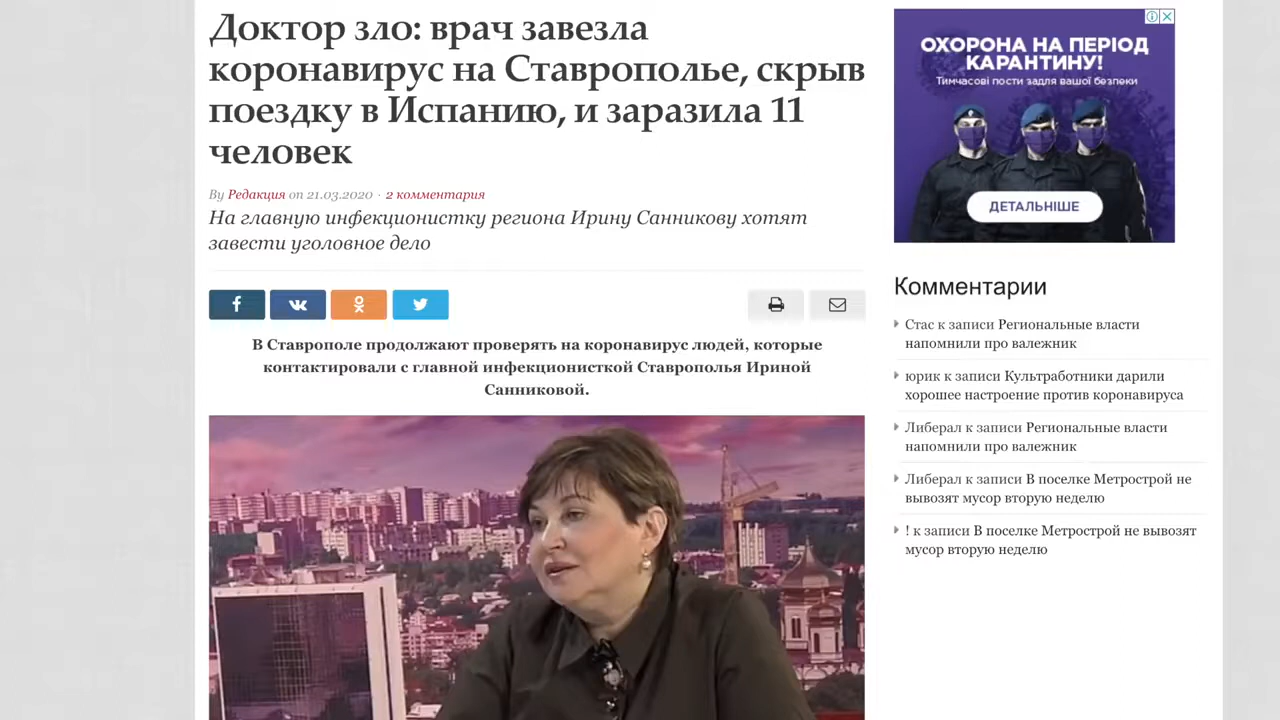 Доктор зло: врач завезла
коронавирус на Ставрополье, скрыв
поездку в Испанию, и заразила 11
человек
By Редакция on 21.03.2020 · 2 комментария
На главную инфекционистку региона Ирину Санникову хотят
завести уголовное дело
В Ставрополе продолжают проверять на коронавирус людей, которые
контактировали с главной инфекционисткой Ставрополья Ириной
Санниковой.
ОХОРОНА НА ПЕРІОД
КАРАНТИНУ!
Тимчасові пости задля вашої безпеки
ДЕТАЛЬНІШЕ
Комментарии
Стас к записи Региональные власти
напомнили про валежник
юрик к записи Культработники дарили
хорошее настроение против коронавируса
Либерал к записи Региональные власти
напомнили про валежник
Либерал к записи В поселке Метрострой не
вывозят мусор вторую неделю
! к записи В поселке Метрострой не вывозят
мусор вторую неделю